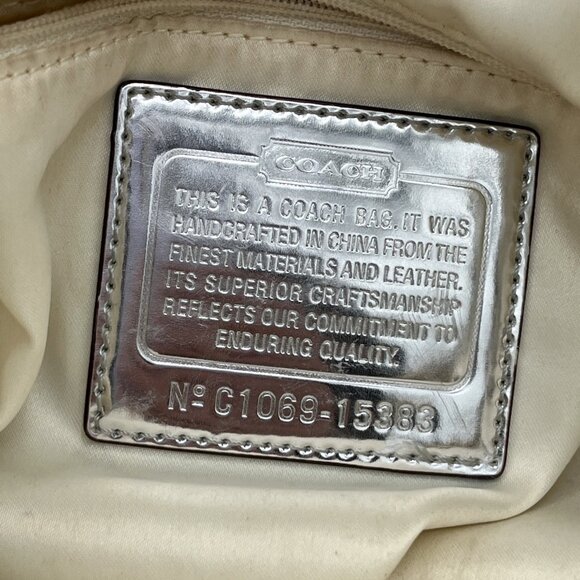 COACH
THIS IS A COACH BAG. IT WAS
HANDCRAFTED IN CHINA FROM THE
FINEST MATERIALS AND LEATHER.
ITS SUPERIOR CRAFTSMANSHIP
REFLECTS OUR COMMITMENT TO
ENDURING QUALITY.
Nº C1069-15383